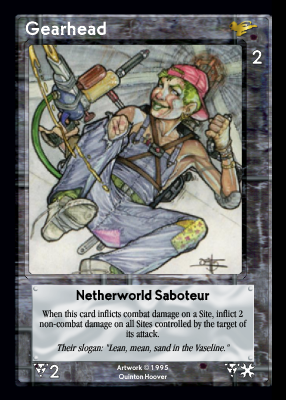 Gearhead
2
Netherworld Saboteur
When this card inflicts combat damage on a Site, inflict 2
non-combat damage on all Sites controlled by the target of
its attack.
Their slogan: "Lean, mean, sand in the Vaseline."
2
Artwork © 1995
Quinton Hoover